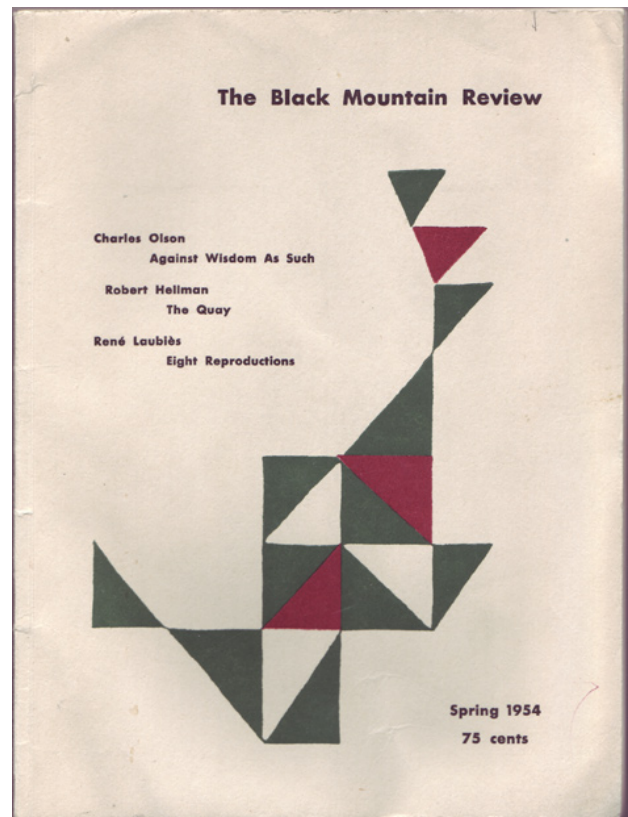 The Black Mountain Review
Charles Olson
Against Wisdom As Such
Robert Hellman
The Quay
René Laubiès
Eight Reproductions
Spring 1954
75 cents